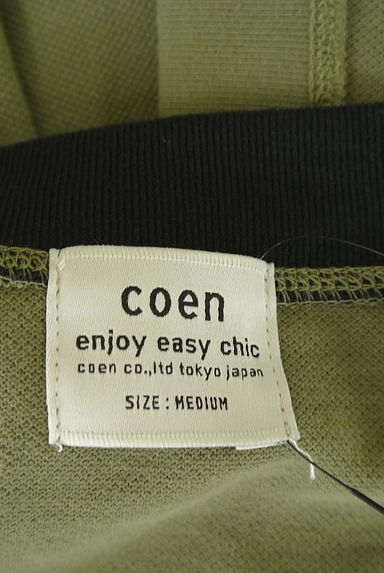 coen
enjoy easy chic
coen co.,ltd tokyo japan
SIZE : MEDIUM